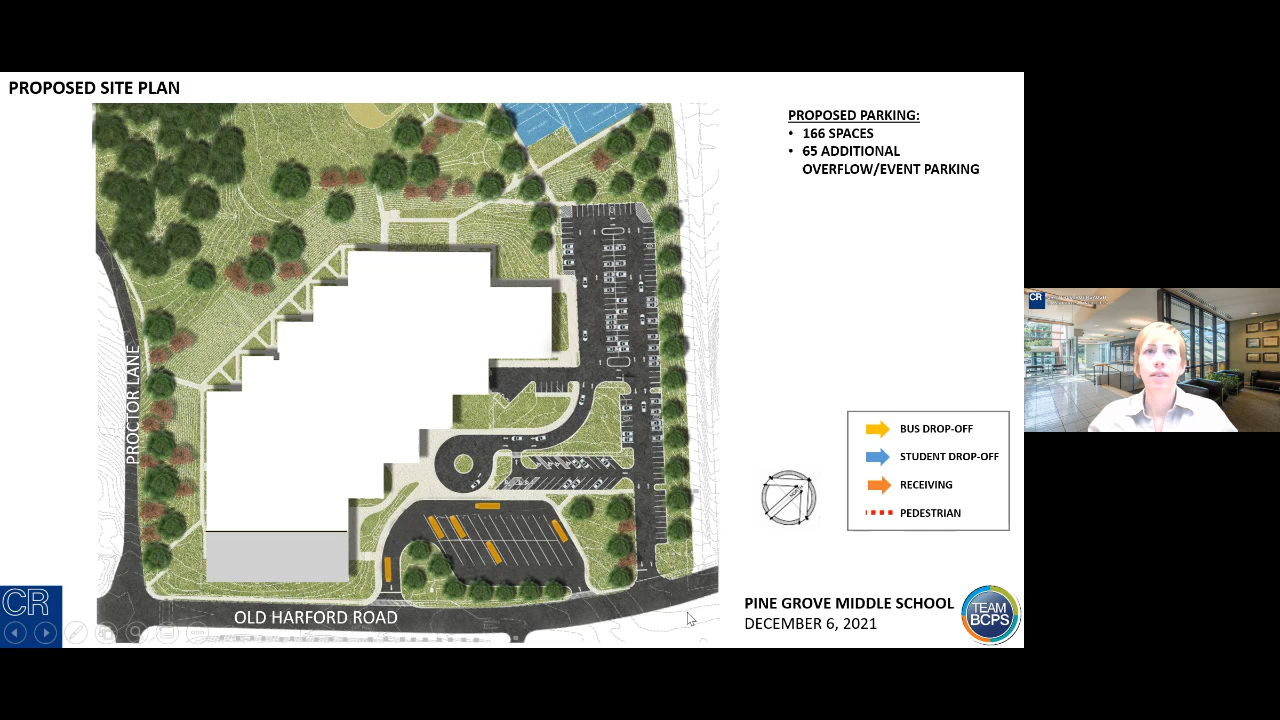 PROPOSED SITE PLAN
PROPOSED PARKING:
• 166 SPACES
• 65 ADDITIONAL
OVERFLOW/EVENT PARKING
PROCTOR LANE
OLD HARFORD ROAD
BUS DROP-OFF
STUDENT DROP-OFF
RECEIVING
PEDESTRIAN
PINE GROVE MIDDLE SCHOOL
DECEMBER 6, 2021
TEAM
BCPS
CR
CR